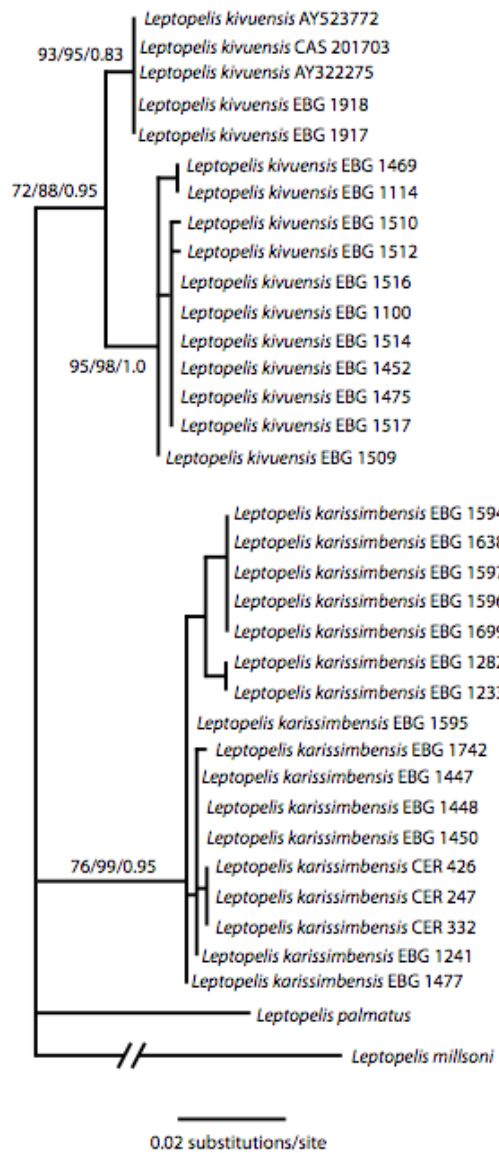 Leptopelis kivuensis AY523772
Leptopelis kivuensis CAS 201703
93/95/0.83
Leptopelis kivuensis AY322275
Leptopelis kivuensis EBG 1918
Leptopelis kivuensis EBG 1917
Leptopelis kivuensis EBG 1469
72/88/0.95
Leptopelis kivuensis EBG 1114
Leptopelis kivuensis EBG 1510
Leptopelis kivuensis EBG 1512
Leptopelis kivuensis EBG 1516
Leptopelis kivuensis EBG 1100
Leptopelis kivuensis EBG 1514
95/98/1.0
Leptopelis kivuensis EBG 1452
Leptopelis kivuensis EBG 1475
Leptopelis kivuensis EBG 1517
Leptopelis kivuensis EBG 1509
Leptopelis karissimbensis EBG 1594
Leptopelis karissimbensis EBG 1638
Leptopelis karissimbensis EBG 1597
Leptopelis karissimbensis EBG 1596
Leptopelis karissimbensis EBG 1699
Leptopelis karissimbensis EBG 1282
Leptopelis karissimbensis EBG 1233
Leptopelis karissimbensis EBG 1595
Leptopelis karissimbensis EBG 1742
Leptopelis karissimbensis EBG 1447
Leptopelis karissimbensis EBG 1448
Leptopelis karissimbensis EBG 1450
76/99/0.95
Leptopelis karissimbensis CER 426
Leptopelis karissimbensis CER 247
Leptopelis karissimbensis CER 332
Leptopelis karissimbensis EBG 1241
Leptopelis karissimbensis EBG 1477
Leptopelis palmatus
Leptopelis millsoni
0.02 substitutions/site